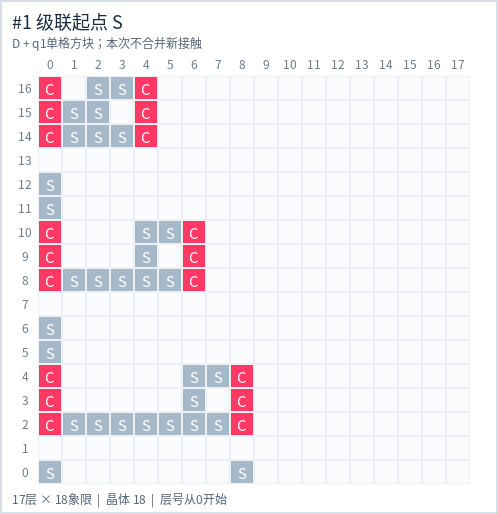 #1 级联起点 S
D + q1单格方块；本次不合并新接触
0 1 2 3 4 5 6 7 8 9 10 11 12 13 14 15 16 17
16 C S S C
15 C S S C
14 C S S S C
13
12 S
11 S
10 C S S C
9 C S C
8 C S S S S S C
7
6 S
5 S
4 C S S C
3 C S C
2 C S S S S S S S C
1
0 S S
17层 × 18象限 | 晶体 18 | 层号从0开始